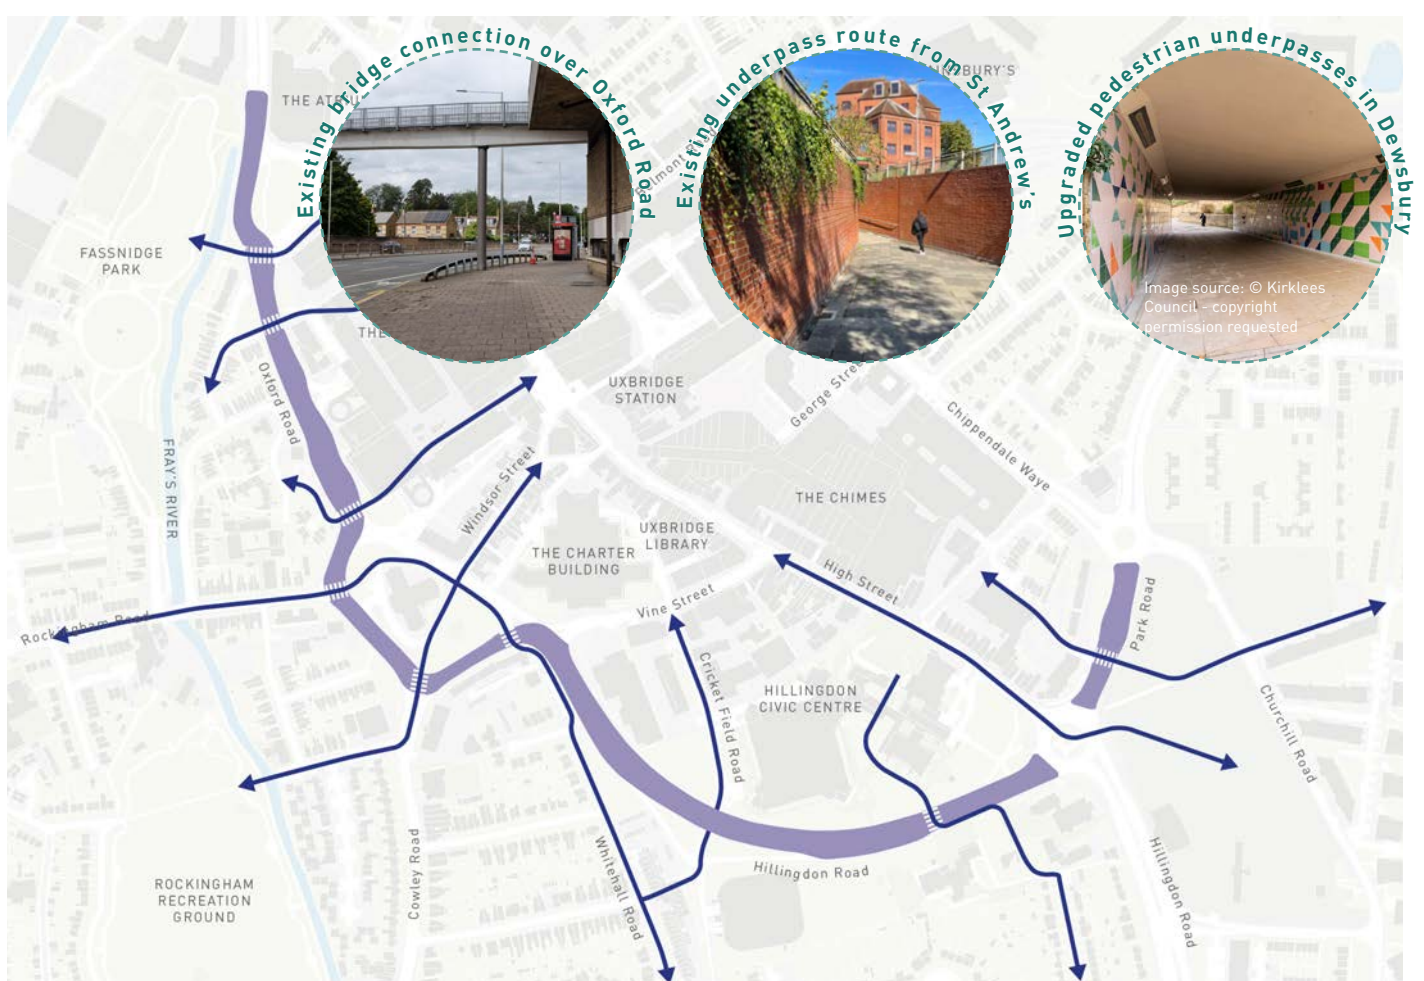 Existing bridge connection over Oxford Road
Existing underpass route from St Andrew's
Upgraded pedestrian underpasses in Dewsbury
Image source: © Kirklees
Council - copyright
permission requested
THE
FASSNIDGE
PARK
THE
Oxford Road
FRAY'S RIVER
UXBRIDGE
STATION
George Street
Chippendale Waye
Windsor Street
THE CHIMES
UXBRIDGE
LIBRARY
THE CHARTER
BUILDING
High Street
Vine Street
Rockingham Road
Park Road
Cricket Field Road
HILLINGDON
CIVIC CENTRE
Churchill Road
Cowley Road
Whitehall Road
Hillingdon Road
Hillingdon Road
ROCKINGHAM
RECREATION
GROUND